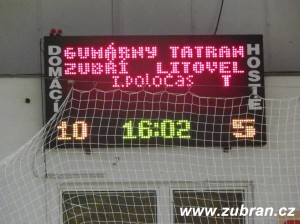 DOMÁCÍ
GUMÁRNY TATRAN
ZUBŘÍ LITOVEL
1.POLOČAS T
HOSTÉ
10 16:02 5
www.zubran.cz